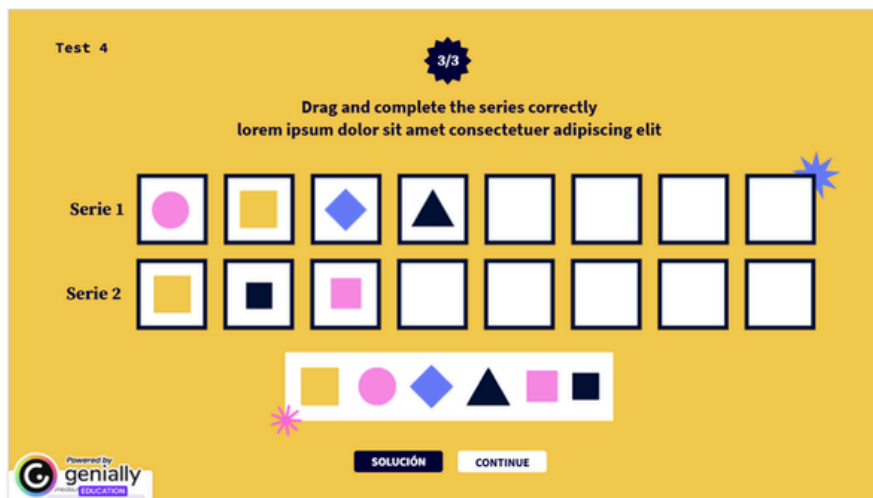 Test 4
3/3
Drag and complete the series correctly
lorem ipsum dolor sit amet consectetuer adipiscing elit
Serie 1
Serie 2
SOLUCIÓN
CONTINUE
Powered by
genially
EDUCATION